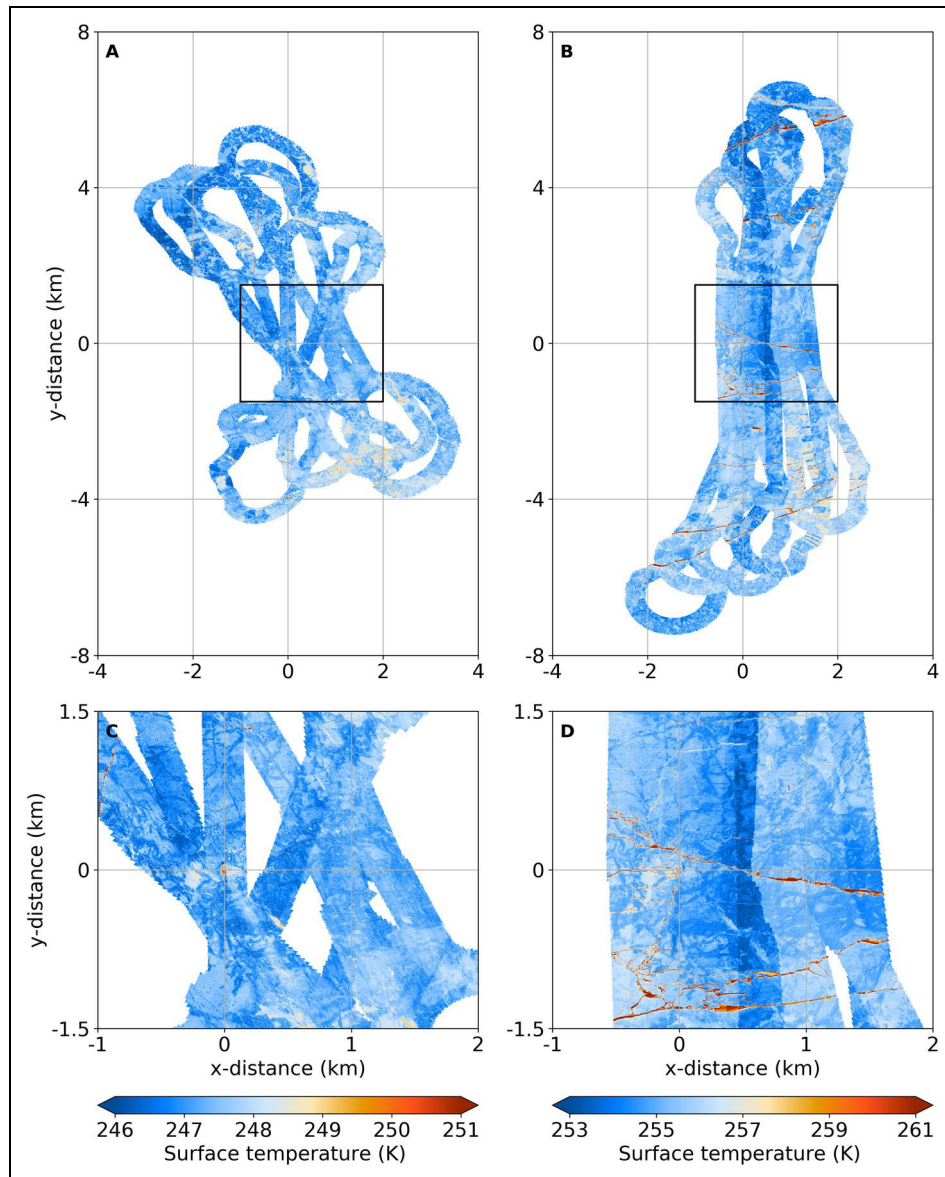 A
B
8
4
0
-4
-8
y-distance (km)
-4 -2 0 2 4
8
4
0
-4
-8
-4 -2 0 2 4
C
D
1.5
0
-1.5
y-distance (km)
-1 0 1 2
x-distance (km)
1.5
0
-1.5
-1 0 1 2
x-distance (km)
246 247 248 249 250 251
Surface temperature (K)
253 255 257 259 261
Surface temperature (K)